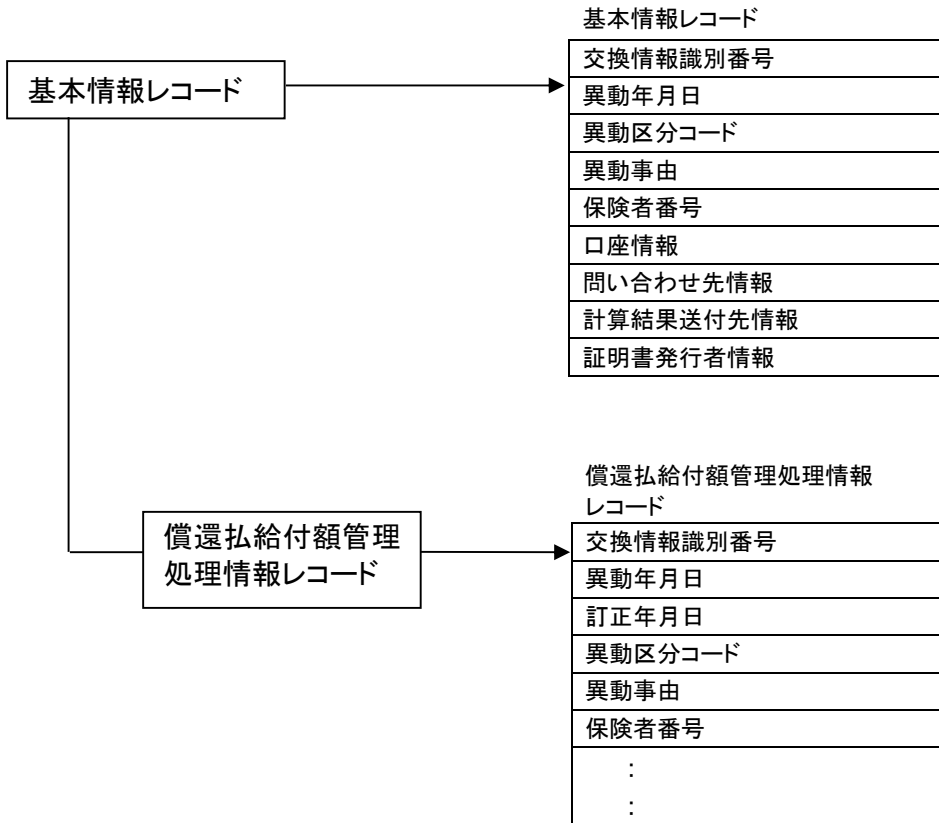 基本情報レコード
基本情報レコード
交換情報識別番号
異動年月日
異動区分コード
異動事由
保険者番号
口座情報
問い合わせ先情報
計算結果送付先情報
証明書発行者情報
償還払給付額管理
処理情報レコード
償還払給付額管理処理情報
レコード
交換情報識別番号
異動年月日
訂正年月日
異動区分コード
異動事由
保険者番号
：
：